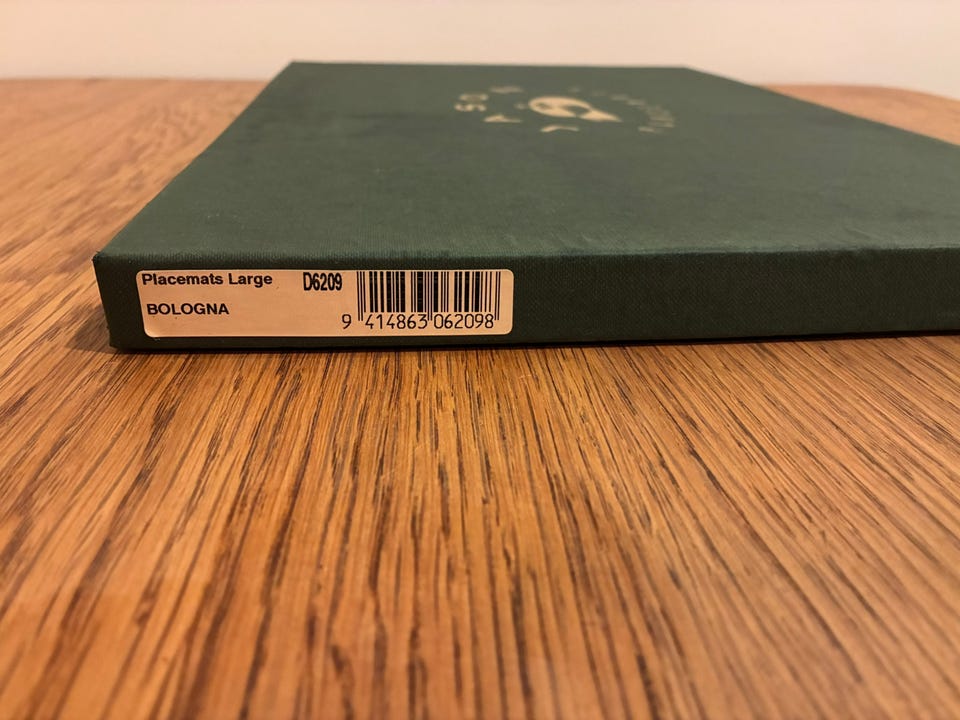 Placemats Large D6209
BOLOGNA
9 414863 062098